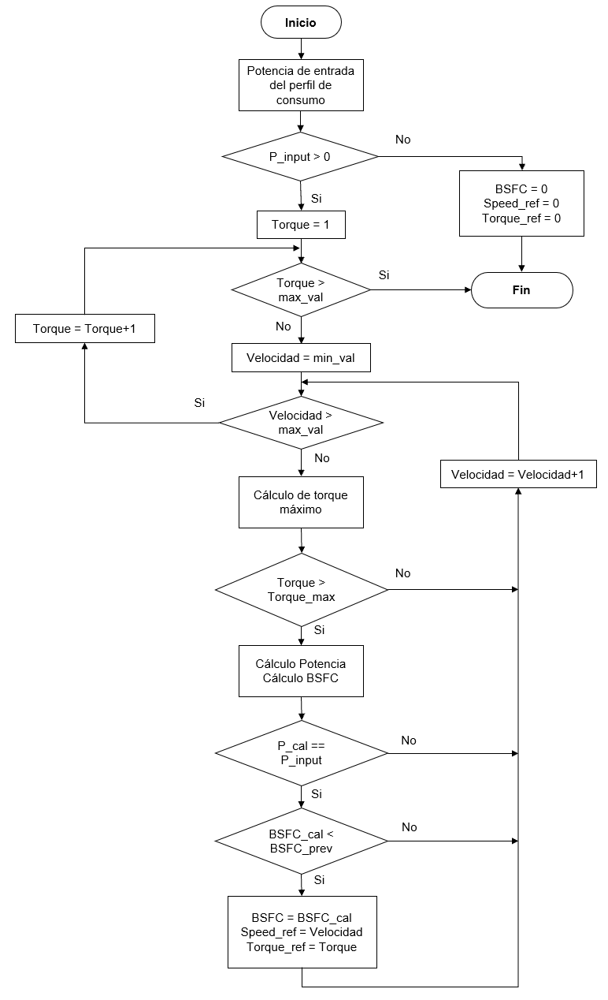 Inicio
Potencia de entrada
del perfil de
consumo
P_input > 0
No
Si
BSFC = 0
Speed_ref = 0
Torque_ref = 0
Torque = 1
Torque >
max_val
Si
Fin
No
Torque = Torque+1
Velocidad = min_val
Si
Velocidad >
max_val
No
Velocidad = Velocidad+1
Cálculo de torque
máximo
Torque >
Torque_max
No
Si
Cálculo Potencia
Cálculo BSFC
P_cal ==
P_input
No
Si
BSFC_cal <
BSFC_prev
No
Si
BSFC = BSFC_cal
Speed_ref = Velocidad
Torque_ref = Torque